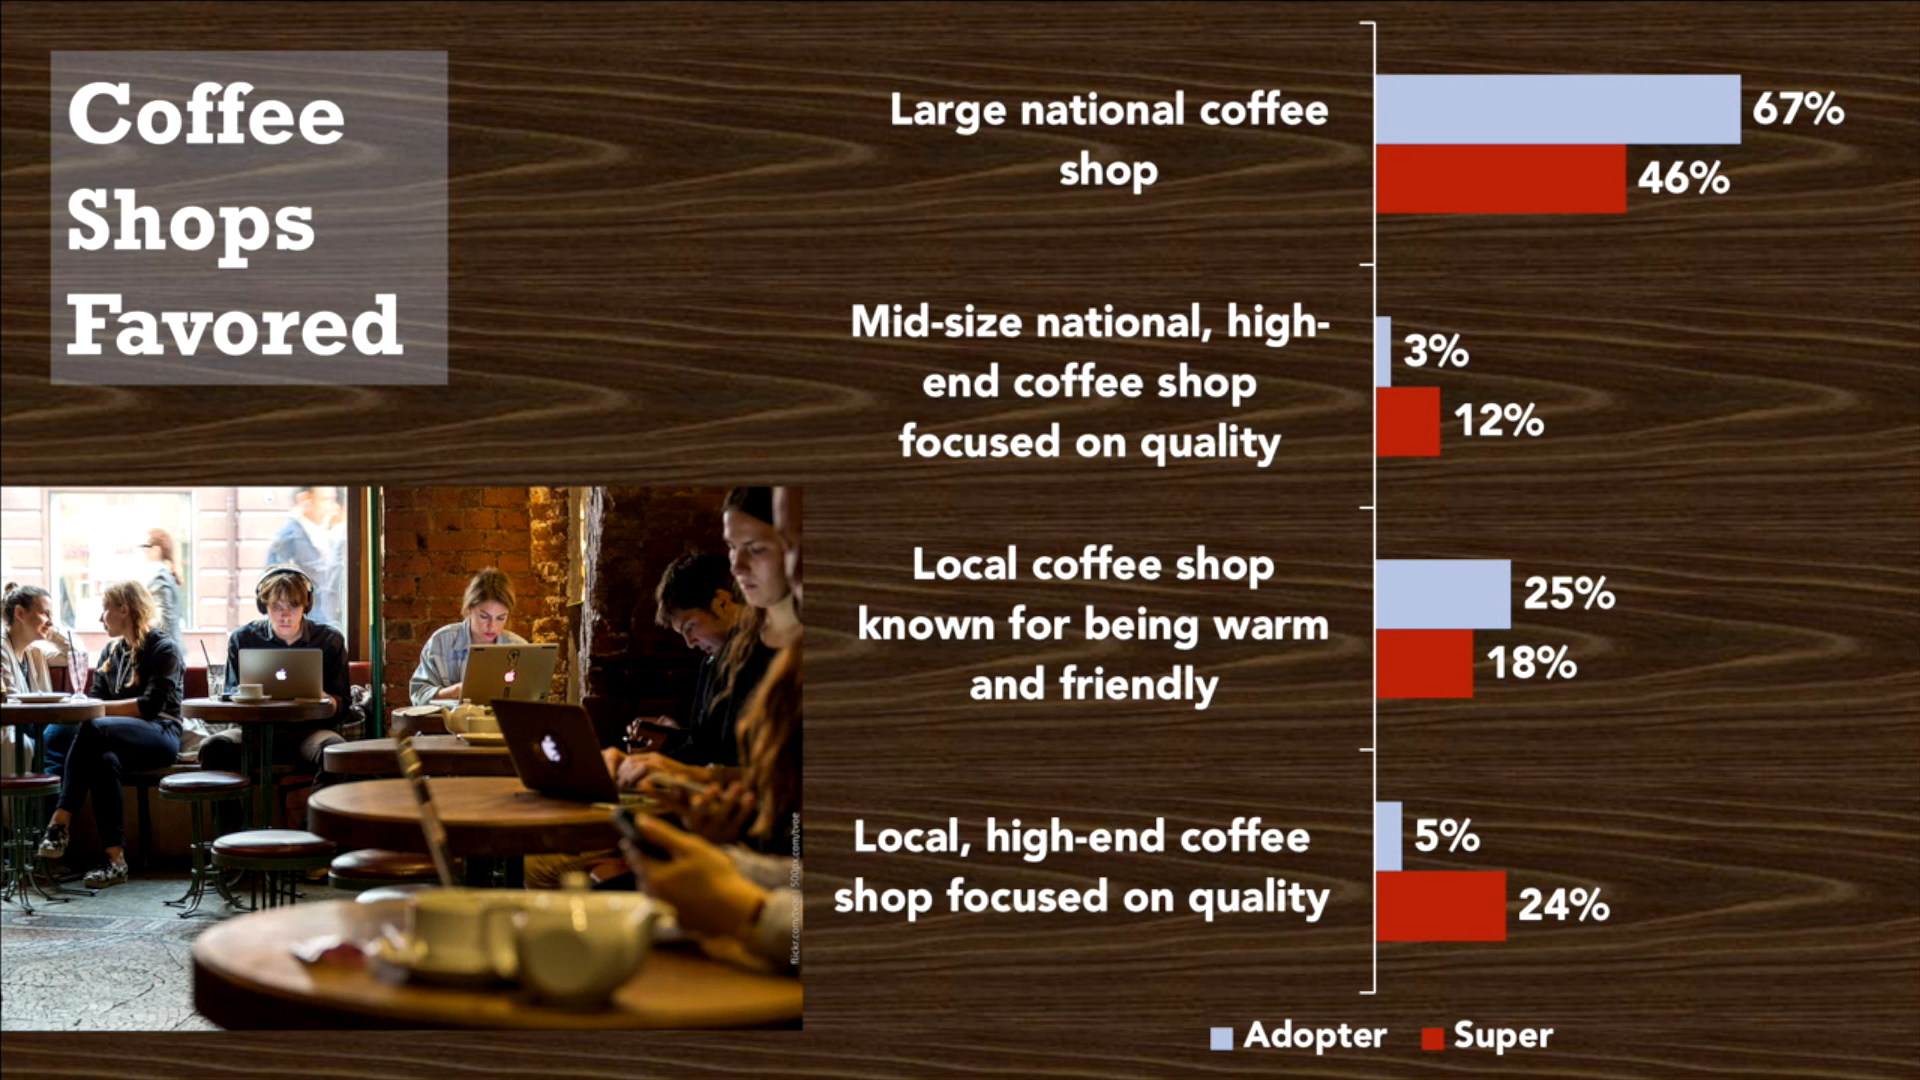 Coffee
Shops
Favored
Large national coffee
shop
67%
46%
Mid-size national, high-
end coffee shop
focused on quality
3%
12%
Local coffee shop
known for being warm
and friendly
25%
18%
Local, high-end coffee
shop focused on quality
5%
24%
Adopter
Super